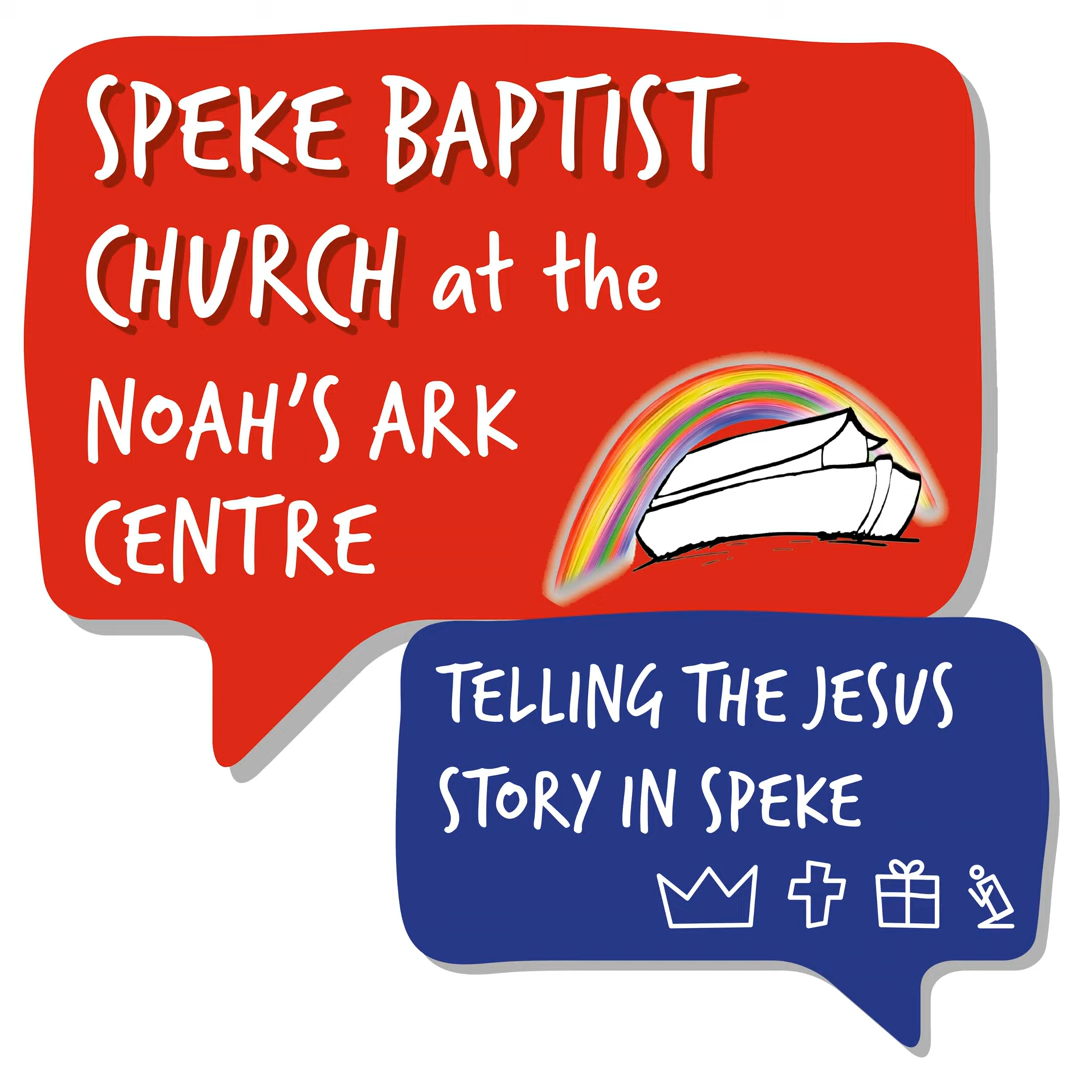 SPEKE BAPTIST
CHURCH at the
NOAH'S ARK
CENTRE
TELLING THE JESUS
STORY IN SPEKE